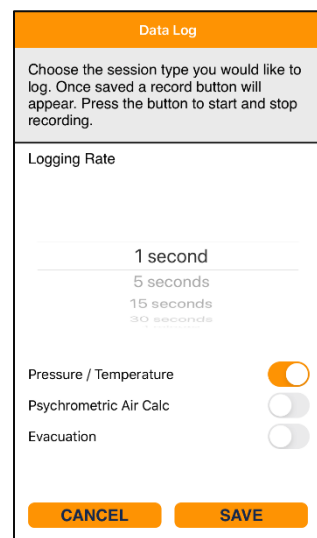 Data Log
Choose the session type you would like to
log. Once saved a record button will
appear. Press the button to start and stop
recording.
Logging Rate
1 second
5 seconds
15 seconds
30 seconds
Pressure / Temperature
Psychrometric Air Calc
Evacuation
CANCEL SAVE